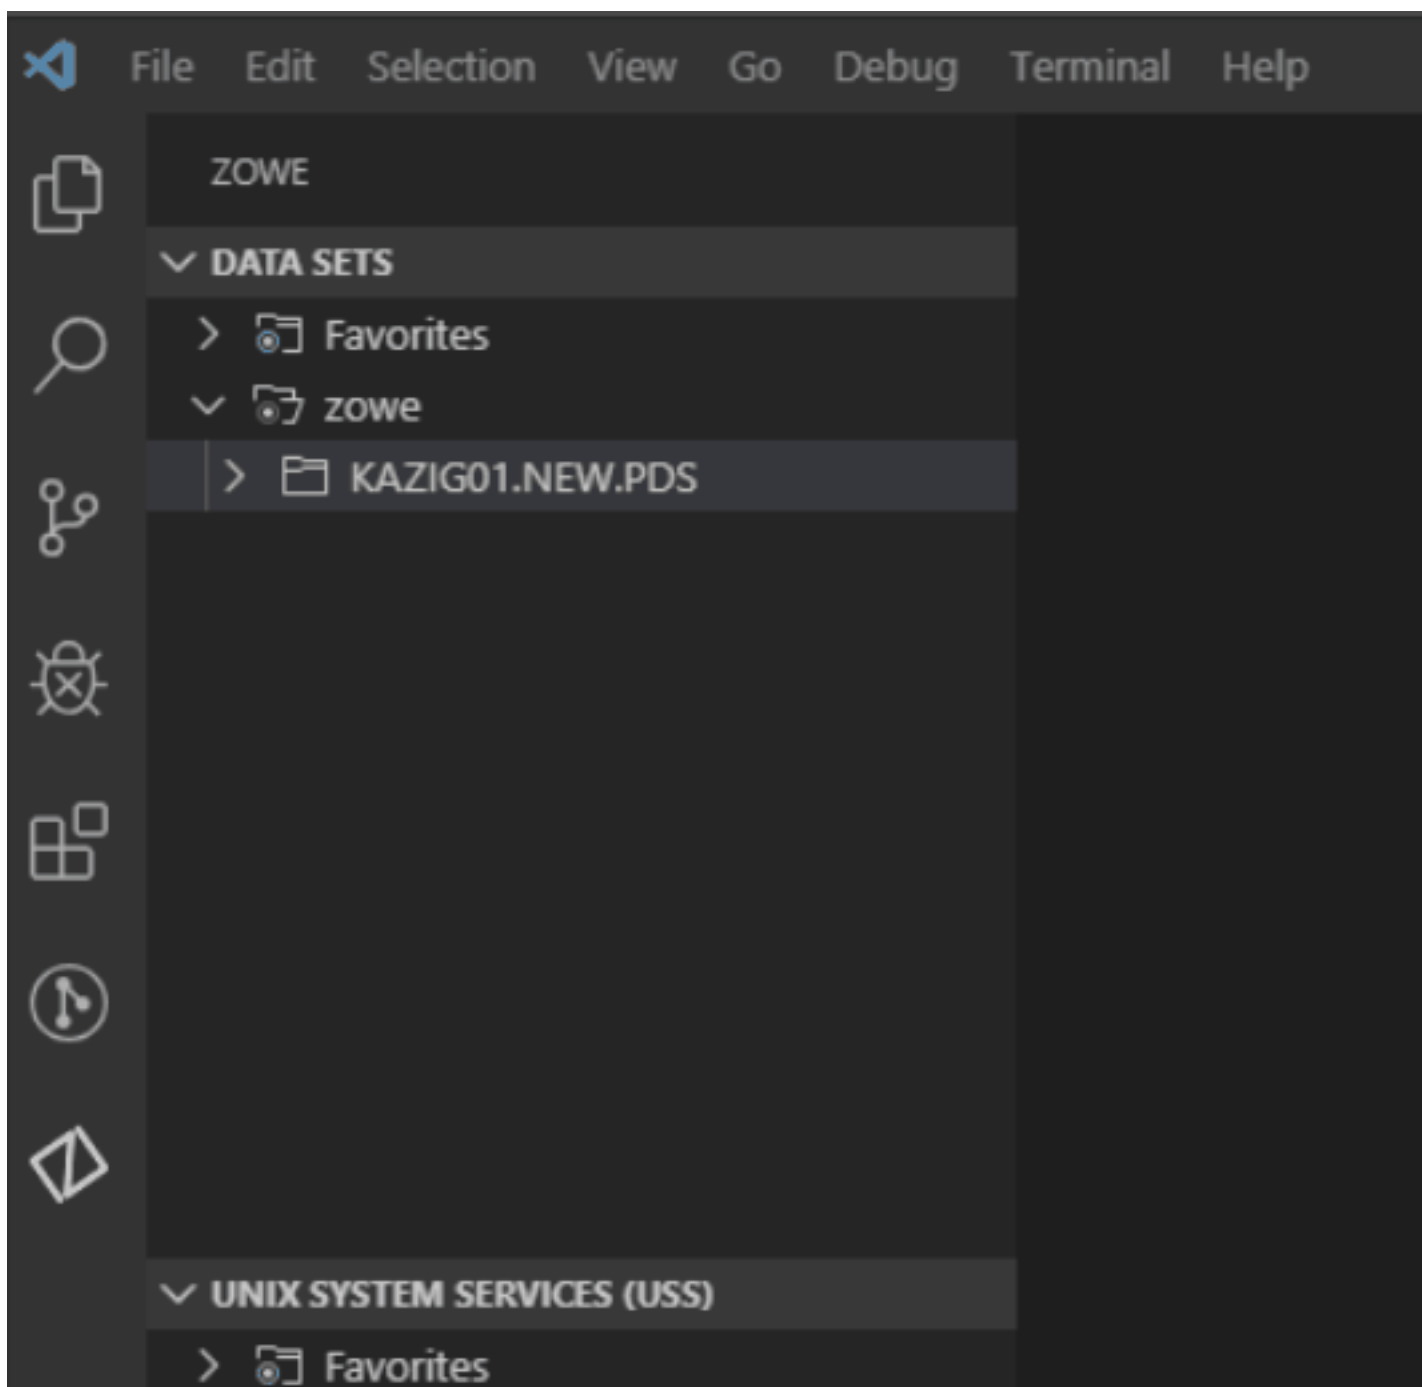 File Edit Selection View Go Debug Terminal Help
ZOWE
DATA SETS
Favorites
zowe
KAZIG01.NEW.PDS
UNIX SYSTEM SERVICES (USS)
Favorites